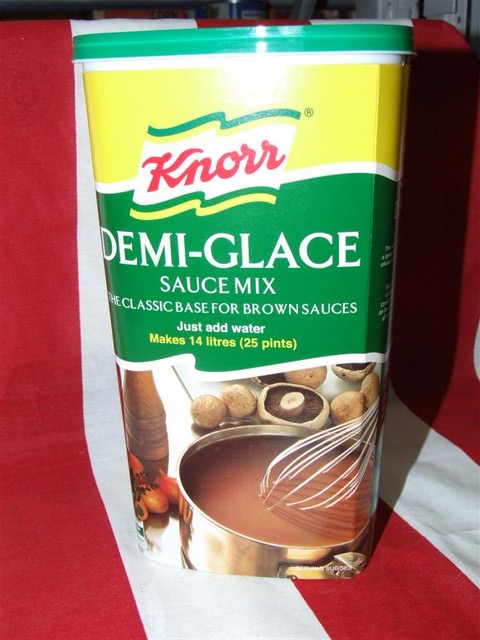 Knorr®
DEMI-GLACE
SAUCE MIX
THE CLASSIC BASE FOR BROWN SAUCES
Just add water
Makes 14 litres (25 pints)